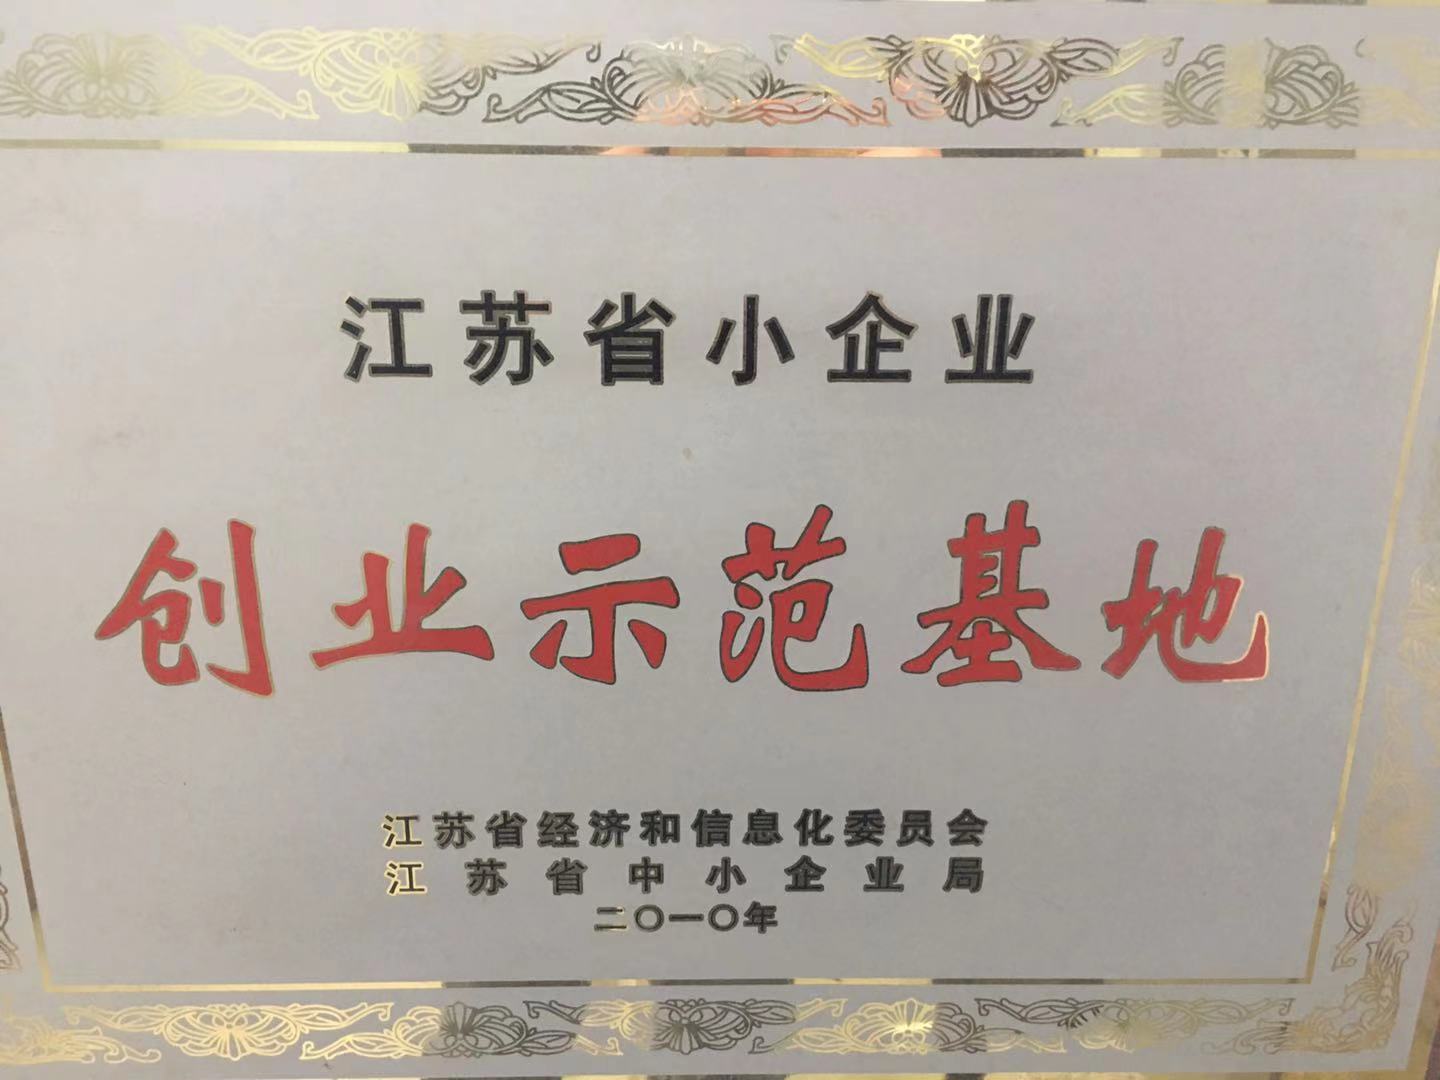 江苏省小企业
创业示范基地
江苏省经济和信息化委员会
江苏省中小企业局
二〇一〇年